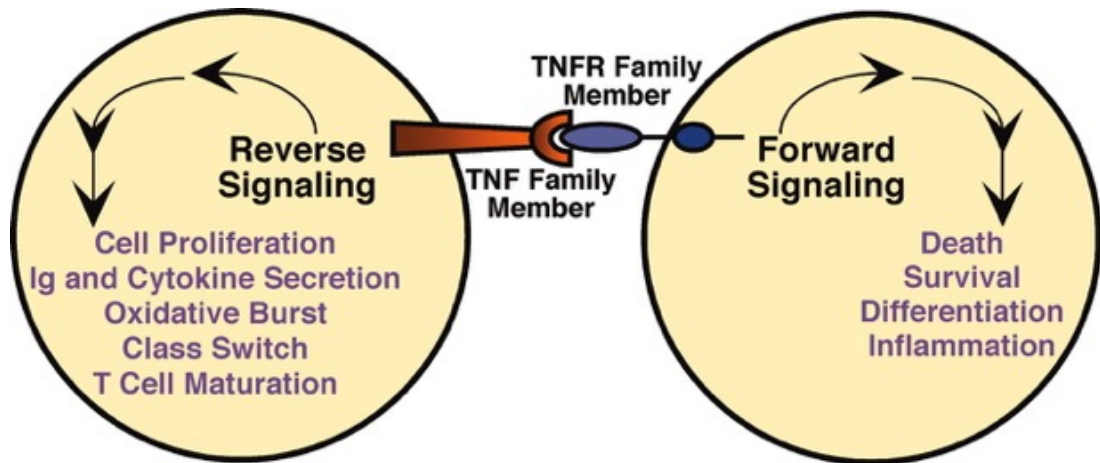 Reverse
Signaling
Cell Proliferation
Ig and Cytokine Secretion
Oxidative Burst
Class Switch
T Cell Maturation
TNFR Family
Member
TNF Family
Member
Forward
Signaling
Death
Survival
Differentiation
Inflammation